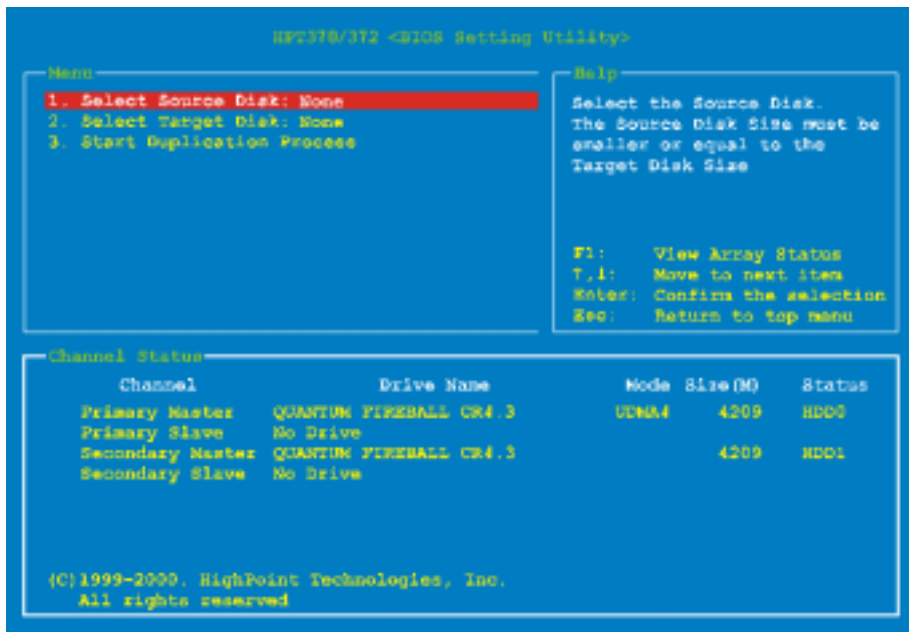 HPT370/372 <BIOS Setting Utility>
Menu
1. Select Source Disk: None
2. Select Target Disk: None
3. Start Duplication Process
Help
Select the Source Disk.
The Source Disk Size must be
smaller or equal to the
Target Disk Size
F1: View Array Status
↑,↓: Move to next item
Enter: Confirm the selection
Esc: Return to top menu
Channel Status
Channel Drive Name Mode Size(M) Status
Primary Master QUANTUM FIREBALL CR4.3 UDMA4 4209 HDD0
Primary Slave No Drive
Secondary Master QUANTUM FIREBALL CR4.3 4209 HDD1
Secondary Slave No Drive
(C)1999-2000. HighPoint Technologies, Inc.
All rights reserved